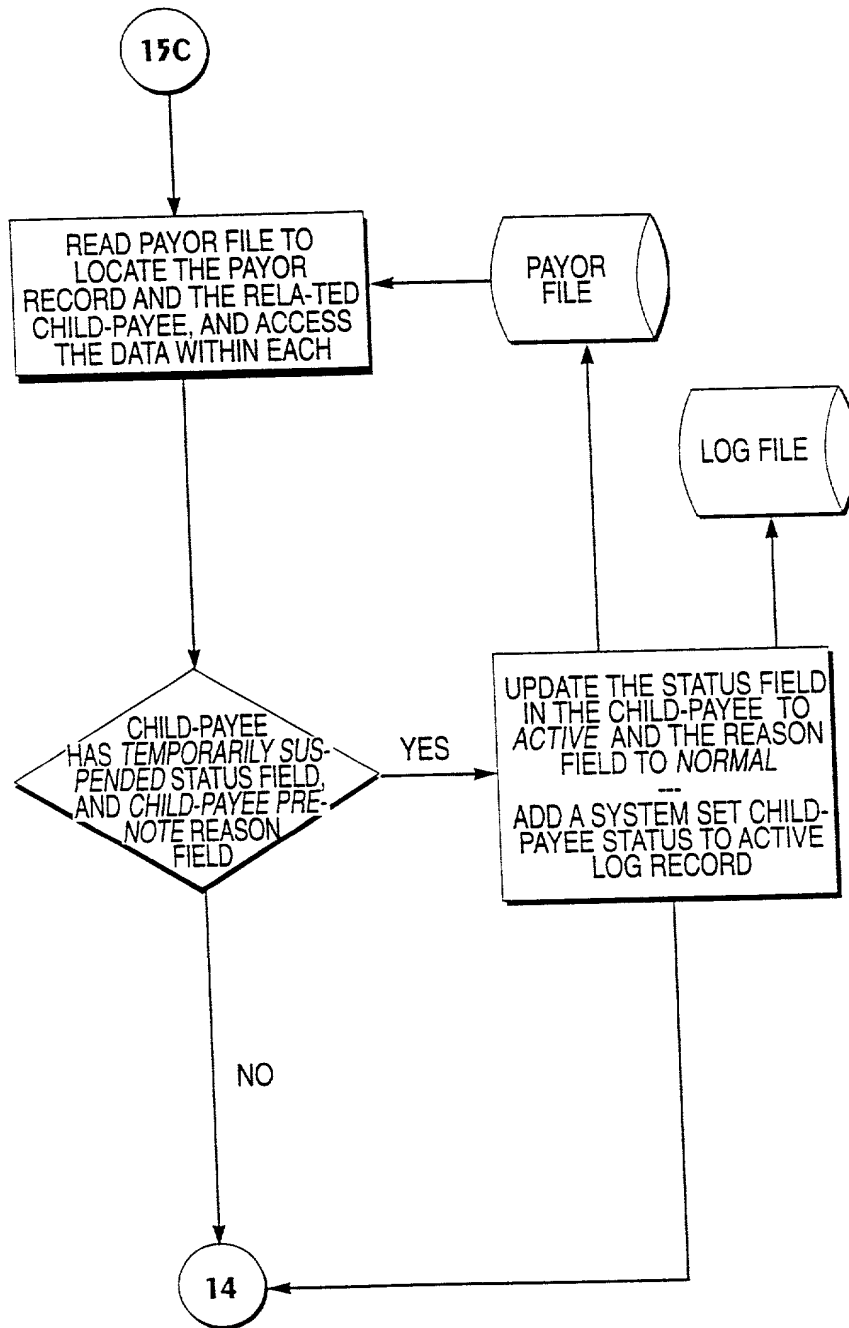 15C
READ PAYOR FILE TO
LOCATE THE PAYOR
RECORD AND THE RELA-TED
CHILD-PAYEE, AND ACCESS
THE DATA WITHIN EACH
PAYOR
FILE
LOG FILE
CHILD-PAYEE
HAS TEMPORARILY SUS-
PENDED STATUS FIELD,
AND CHILD-PAYEE PRE-
NOTE REASON
FIELD
YES
UPDATE THE STATUS FIELD
IN THE CHILD-PAYEE TO
ACTIVE AND THE REASON
FIELD TO NORMAL
---
ADD A SYSTEM SET CHILD-
PAYEE STATUS TO ACTIVE
LOG RECORD
NO
14